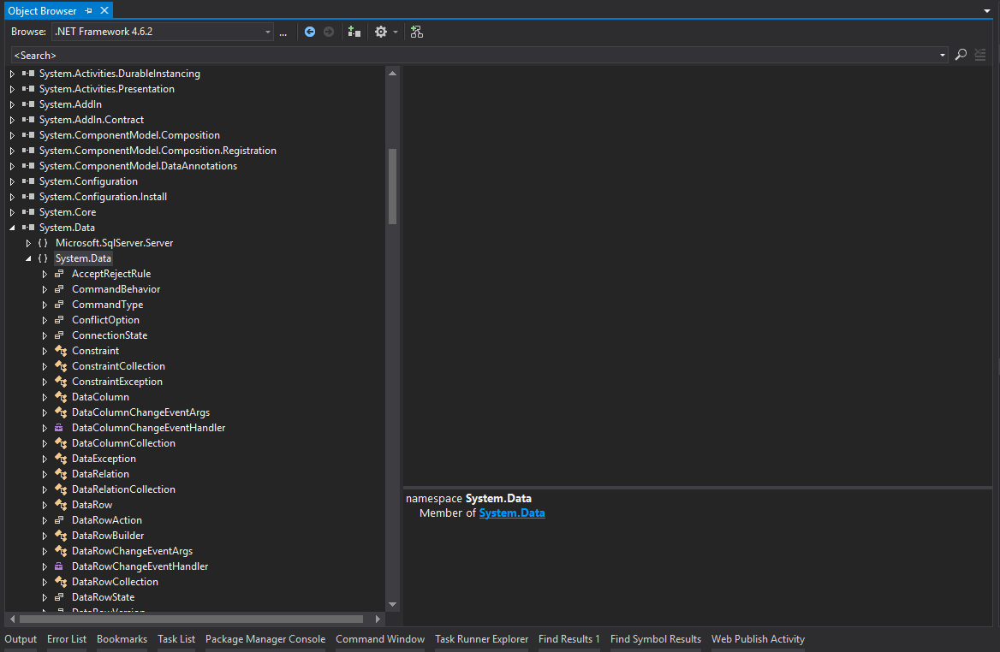 Object Browser
Browse: .NET Framework 4.6.2 ...
<Search>
System.Activities.DurableInstancing
System.Activities.Presentation
System.AddIn
System.AddIn.Contract
System.ComponentModel.Composition
System.ComponentModel.Composition.Registration
System.ComponentModel.DataAnnotations
System.Configuration
System.Configuration.Install
System.Core
System.Data
{ } Microsoft.SqlServer.Server
{ } System.Data
AcceptRejectRule
CommandBehavior
CommandType
ConflictOption
ConnectionState
Constraint
ConstraintCollection
ConstraintException
DataColumn
DataColumnChangeEventArgs
DataColumnChangeEventHandler
DataColumnCollection
DataException
DataRelation
DataRelationCollection
DataRow
DataRowAction
DataRowBuilder
DataRowChangeEventArgs
DataRowChangeEventHandler
DataRowCollection
DataRowState
DataRowVersion
namespace System.Data
Member of System.Data
Output Error List Bookmarks Task List Package Manager Console Command Window Task Runner Explorer Find Results 1 Find Symbol Results Web Publish Activity